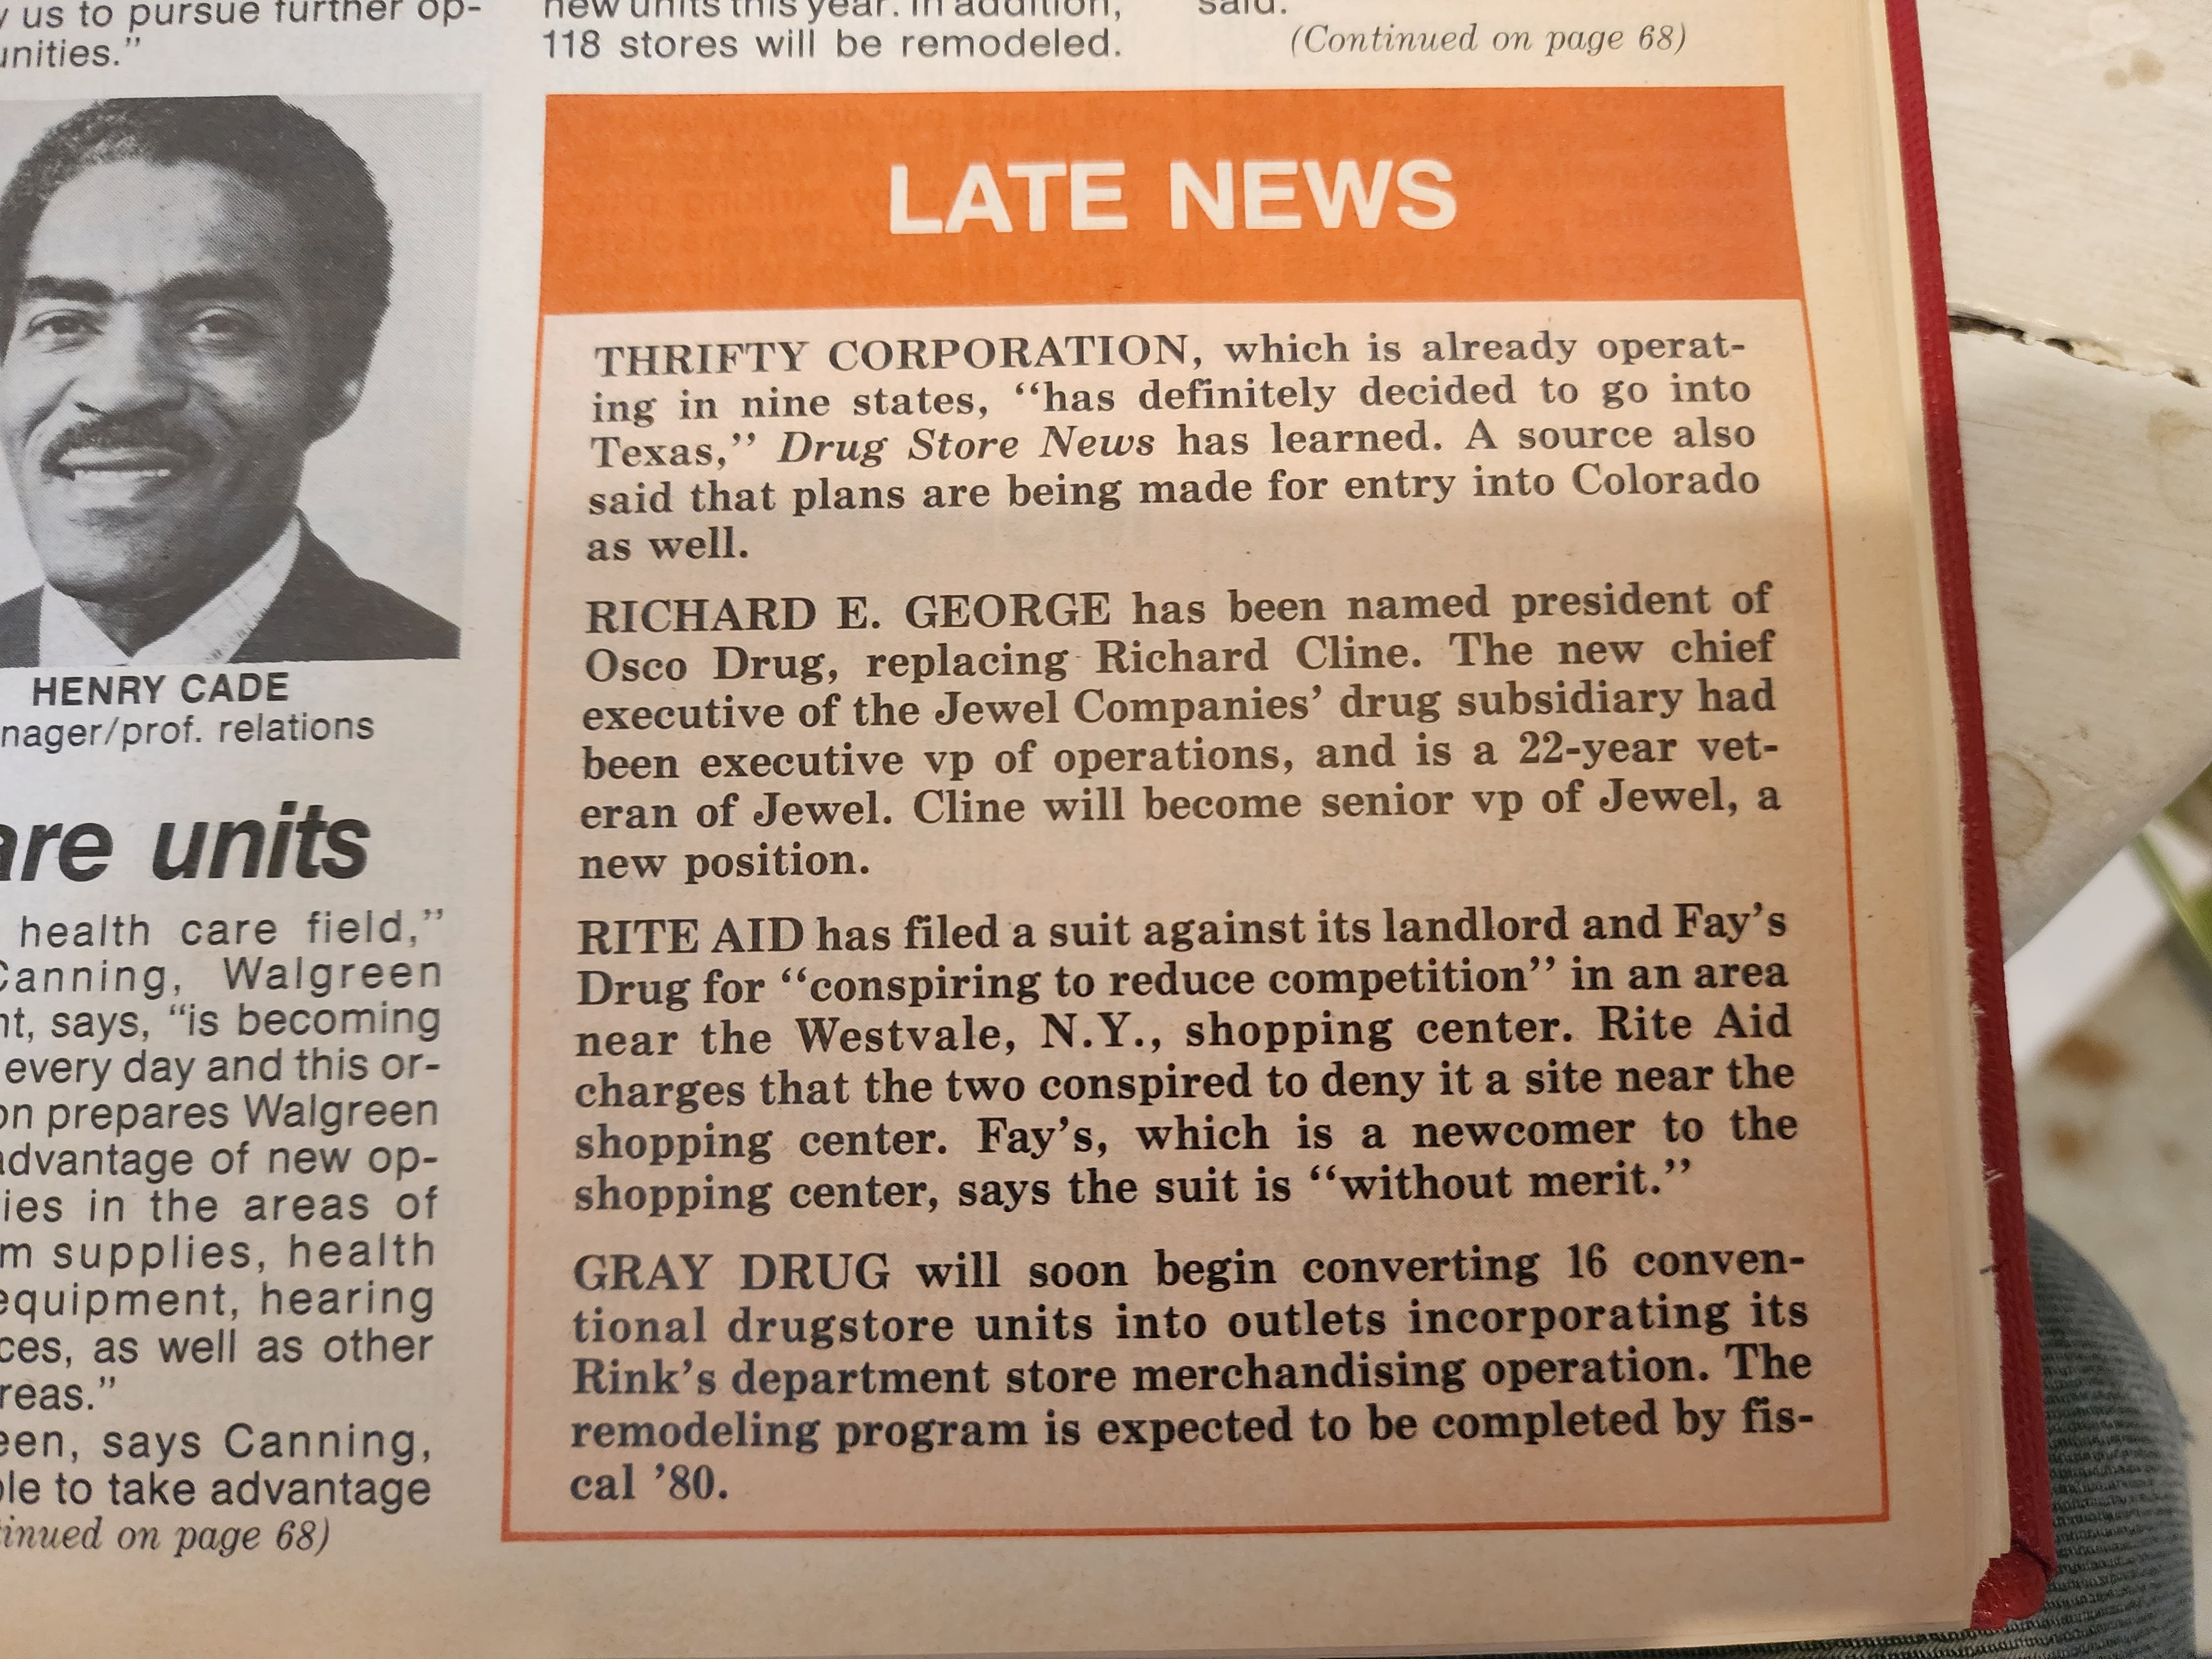 us to pursue further op-
unities."
HENRY CADE
nager/prof. relations
are units
health care field,"
Canning, Walgreen
nt, says, "is becoming
every day and this or-
on prepares Walgreen
advantage of new op-
ies in the areas of
m supplies, health
equipment, hearing
ces, as well as other
reas."
een, says Canning,
ble to take advantage
tinued on page 68)
new units this year. In addition,
118 stores will be remodeled.
said.
(Continued on page 68)
LATE NEWS
THRIFTY CORPORATION, which is already operat-
ing in nine states, "has definitely decided to go into
Texas," Drug Store News has learned. A source also
said that plans are being made for entry into Colorado
as well.
RICHARD E. GEORGE has been named president of
Osco Drug, replacing Richard Cline. The new chief
executive of the Jewel Companies' drug subsidiary had
been executive vp of operations, and is a 22-year vet-
eran of Jewel. Cline will become senior vp of Jewel, a
new position.
RITE AID has filed a suit against its landlord and Fay's
Drug for "conspiring to reduce competition" in an area
near the Westvale, N.Y., shopping center. Rite Aid
charges that the two conspired to deny it a site near the
shopping center. Fay's, which is a newcomer to the
shopping center, says the suit is "without merit."
GRAY DRUG will soon begin converting 16 conven-
tional drugstore units into outlets incorporating its
Rink's department store merchandising operation. The
remodeling program is expected to be completed by fis-
cal '80.